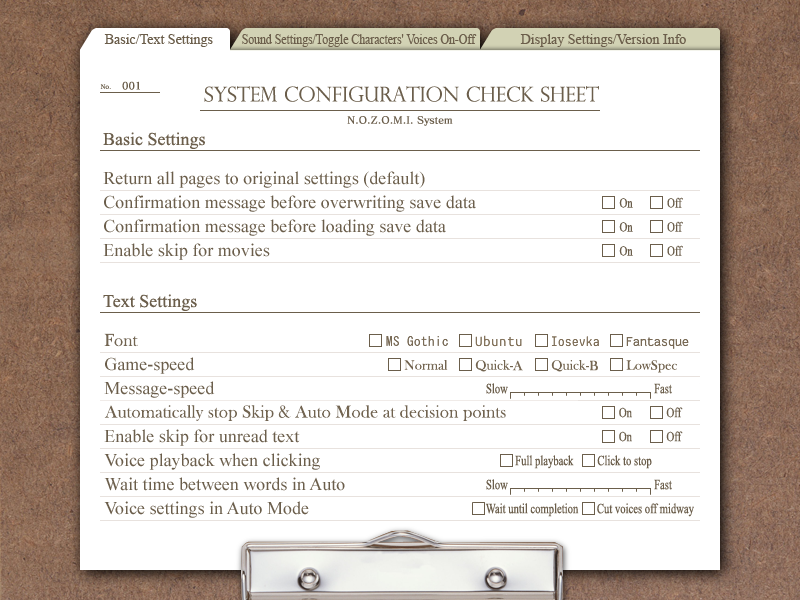 Basic/Text Settings Sound Settings/Toggle Characters' Voices On-Off Display Settings/Version Info
No. 001
SYSTEM CONFIGURATION CHECK SHEET
N.O.Z.O.M.I. System
Basic Settings
Return all pages to original settings (default)
Confirmation message before overwriting save data On Off
Confirmation message before loading save data On Off
Enable skip for movies On Off
Text Settings
Font MS Gothic Ubuntu Iosevka Fantasque
Game-speed Normal Quick-A Quick-B LowSpec
Message-speed Slow Fast
Automatically stop Skip & Auto Mode at decision points On Off
Enable skip for unread text On Off
Voice playback when clicking Full playback Click to stop
Wait time between words in Auto Slow Fast
Voice settings in Auto Mode Wait until completion Cut voices off midway